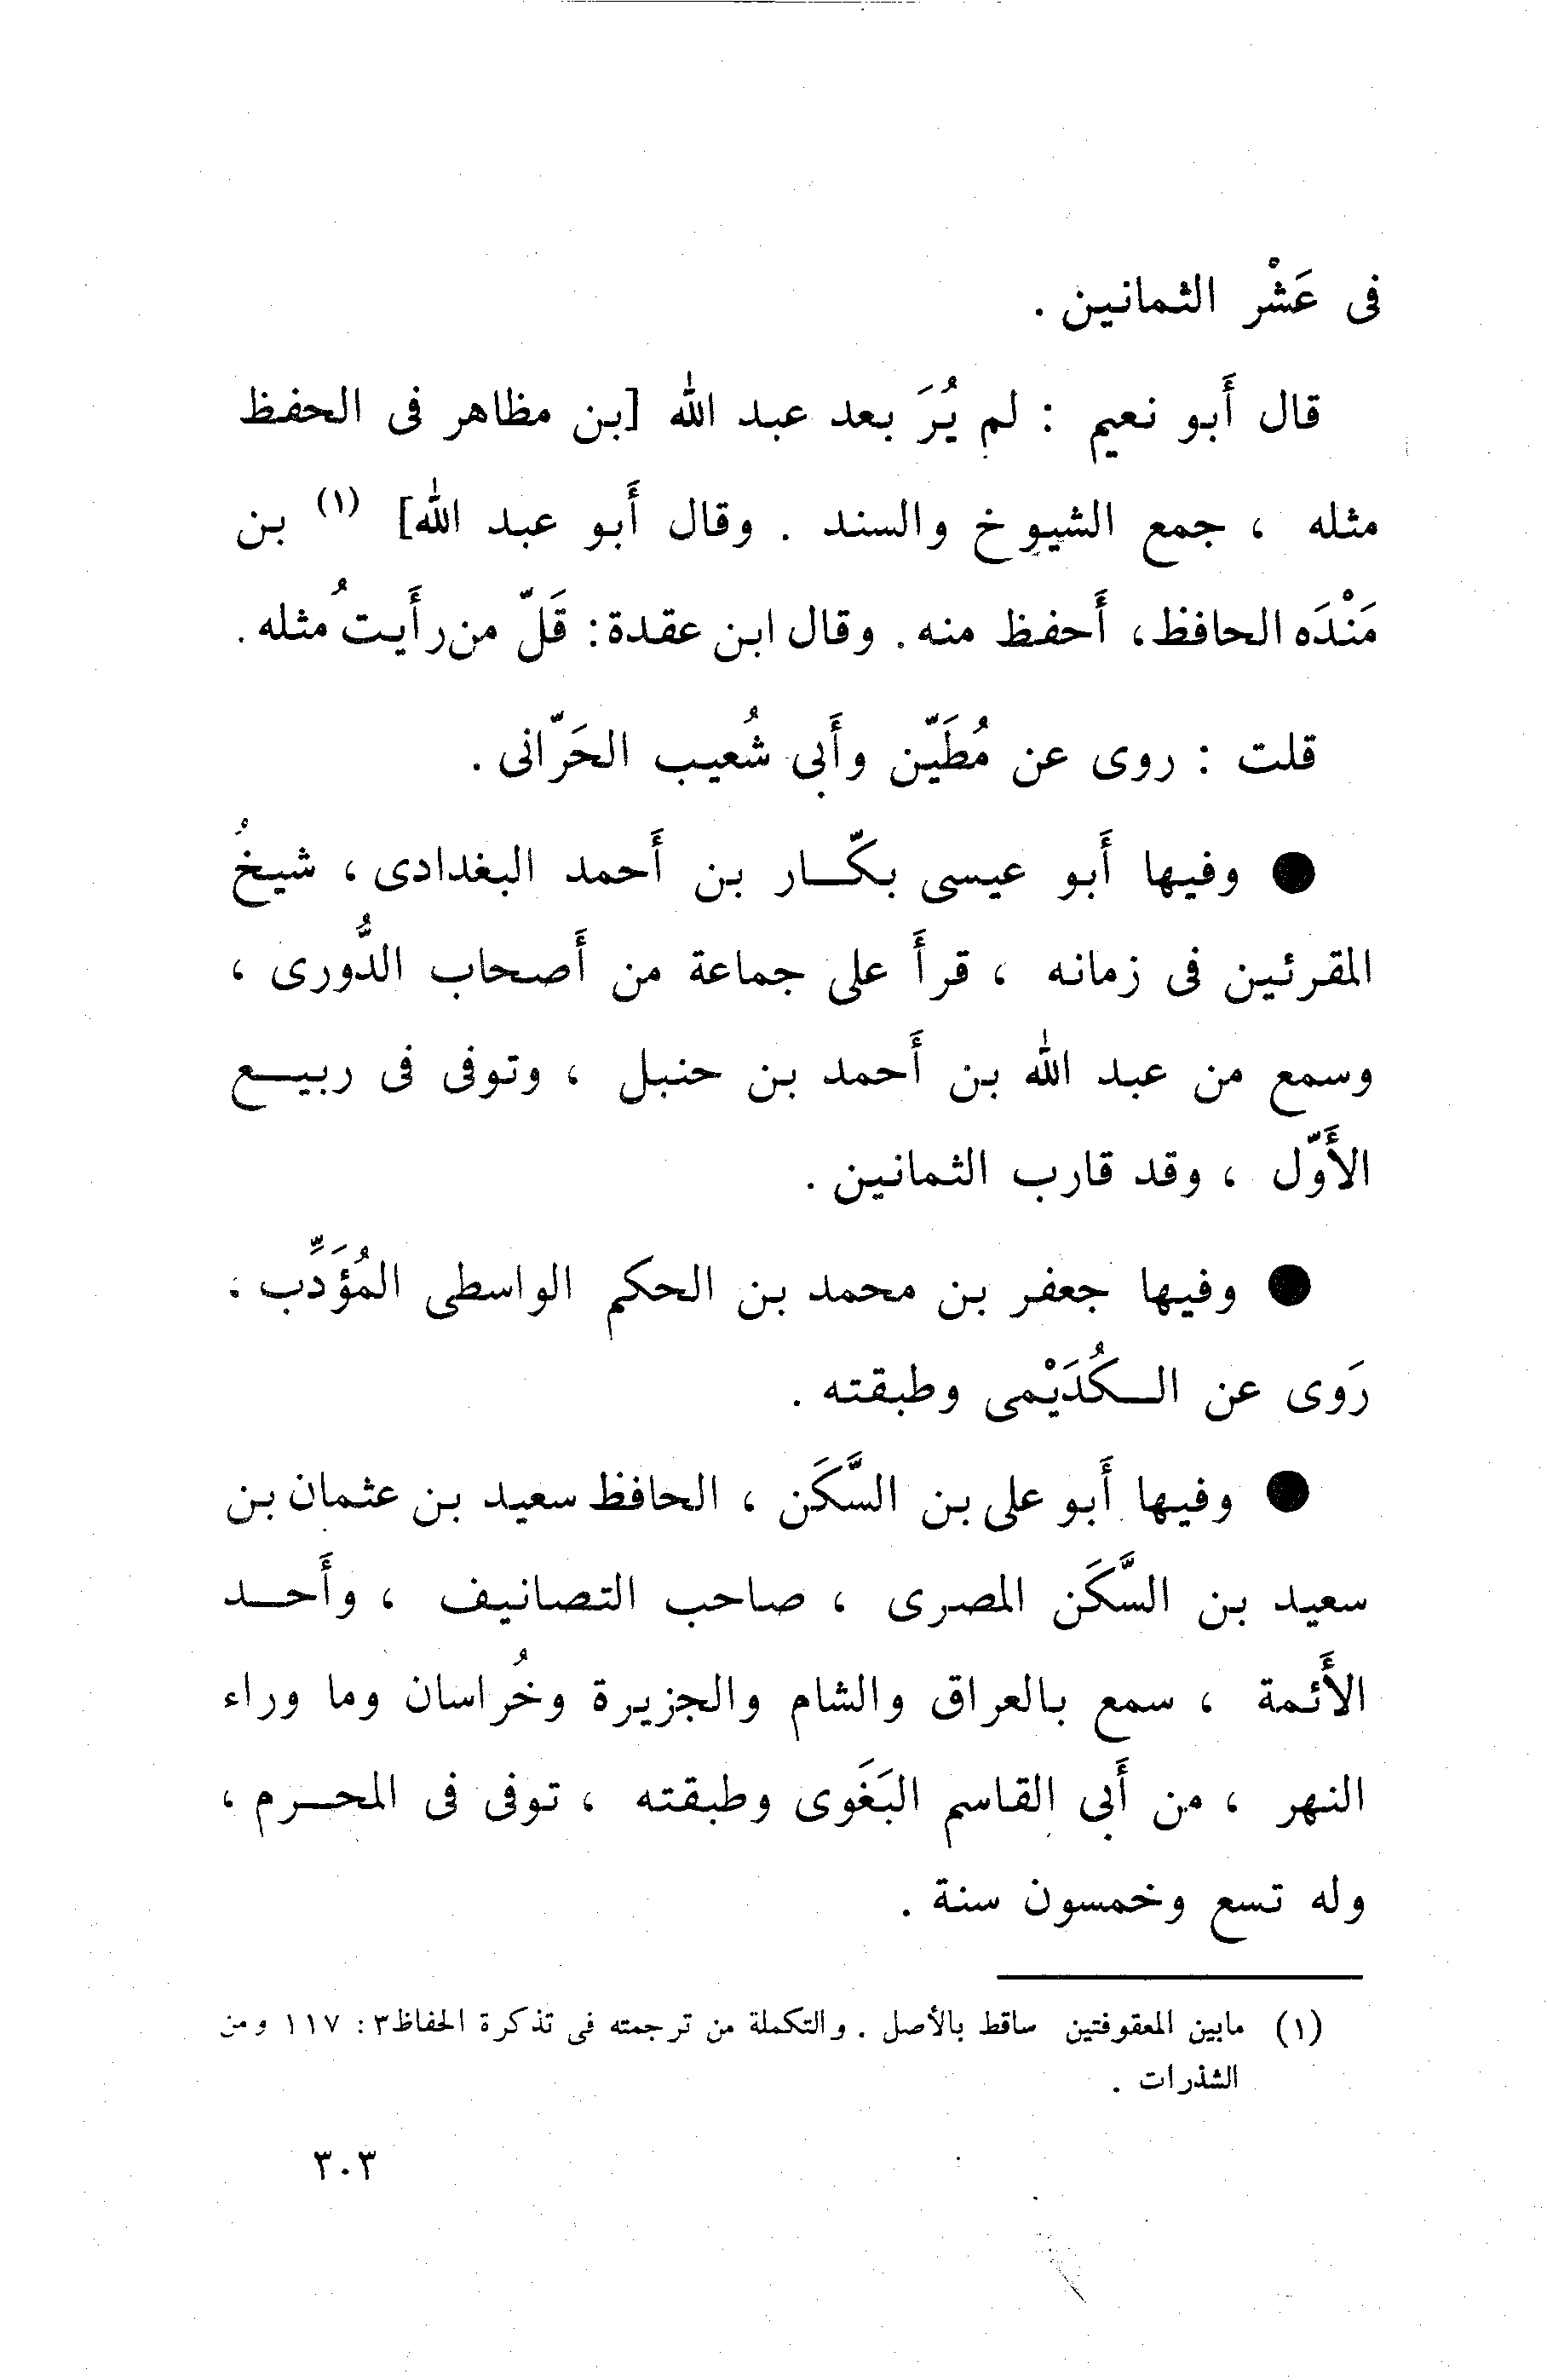 فى عَشْر الثمانين .
قال أَبو نعيم : لم يُرَ بعد عبد الله [بن مظاهر فى الحفظ
مثله ، جمع الشيوخ والسند . وقال أَبو عبد الله] (١) بن
مَنْدَه الحافظ، أَحفظ منه . وقال ابن عقدة: قَلّ من رأَيتُ مثله .
قلت : روى عن مُطَيّن وأَبى شُعيب الحَرّانى .
● وفيها أَبو عيسى بكّار بن أَحمد البغدادى ، شيخُ
المقرئين فى زمانه ، قرأَ على جماعة من أَصحاب الدُّورى ،
وسمع من عبد الله بن أَحمد بن حنبل ، وتوفى فى ربيع
الأَوّل ، وقد قارب الثمانين .
● وفيها جعفر بن محمد بن الحكم الواسطى المُؤَدِّب ،
رَوى عن الكُدَيْمى وطبقته .
● وفيها أَبو على بن السَّكَن ، الحافظ سعيد بن عثمان بن
سعيد بن السَّكَن المصرى ، صاحب التصانيف ، وأَحد
الأَئمة ، سمع بالعراق والشام والجزيرة وخُراسان وما وراء
النهر ، من أَبى القاسم البَغَوى وطبقته ، توفى فى المحرم ،
وله تسع وخمسون سنة .
(١) مابين المعقوفتين ساقط بالأصل . والتكملة من ترجمته فى تذكرة الحفاظ ٣ : ١١٧ ومن
الشذرات .
٣٠٣